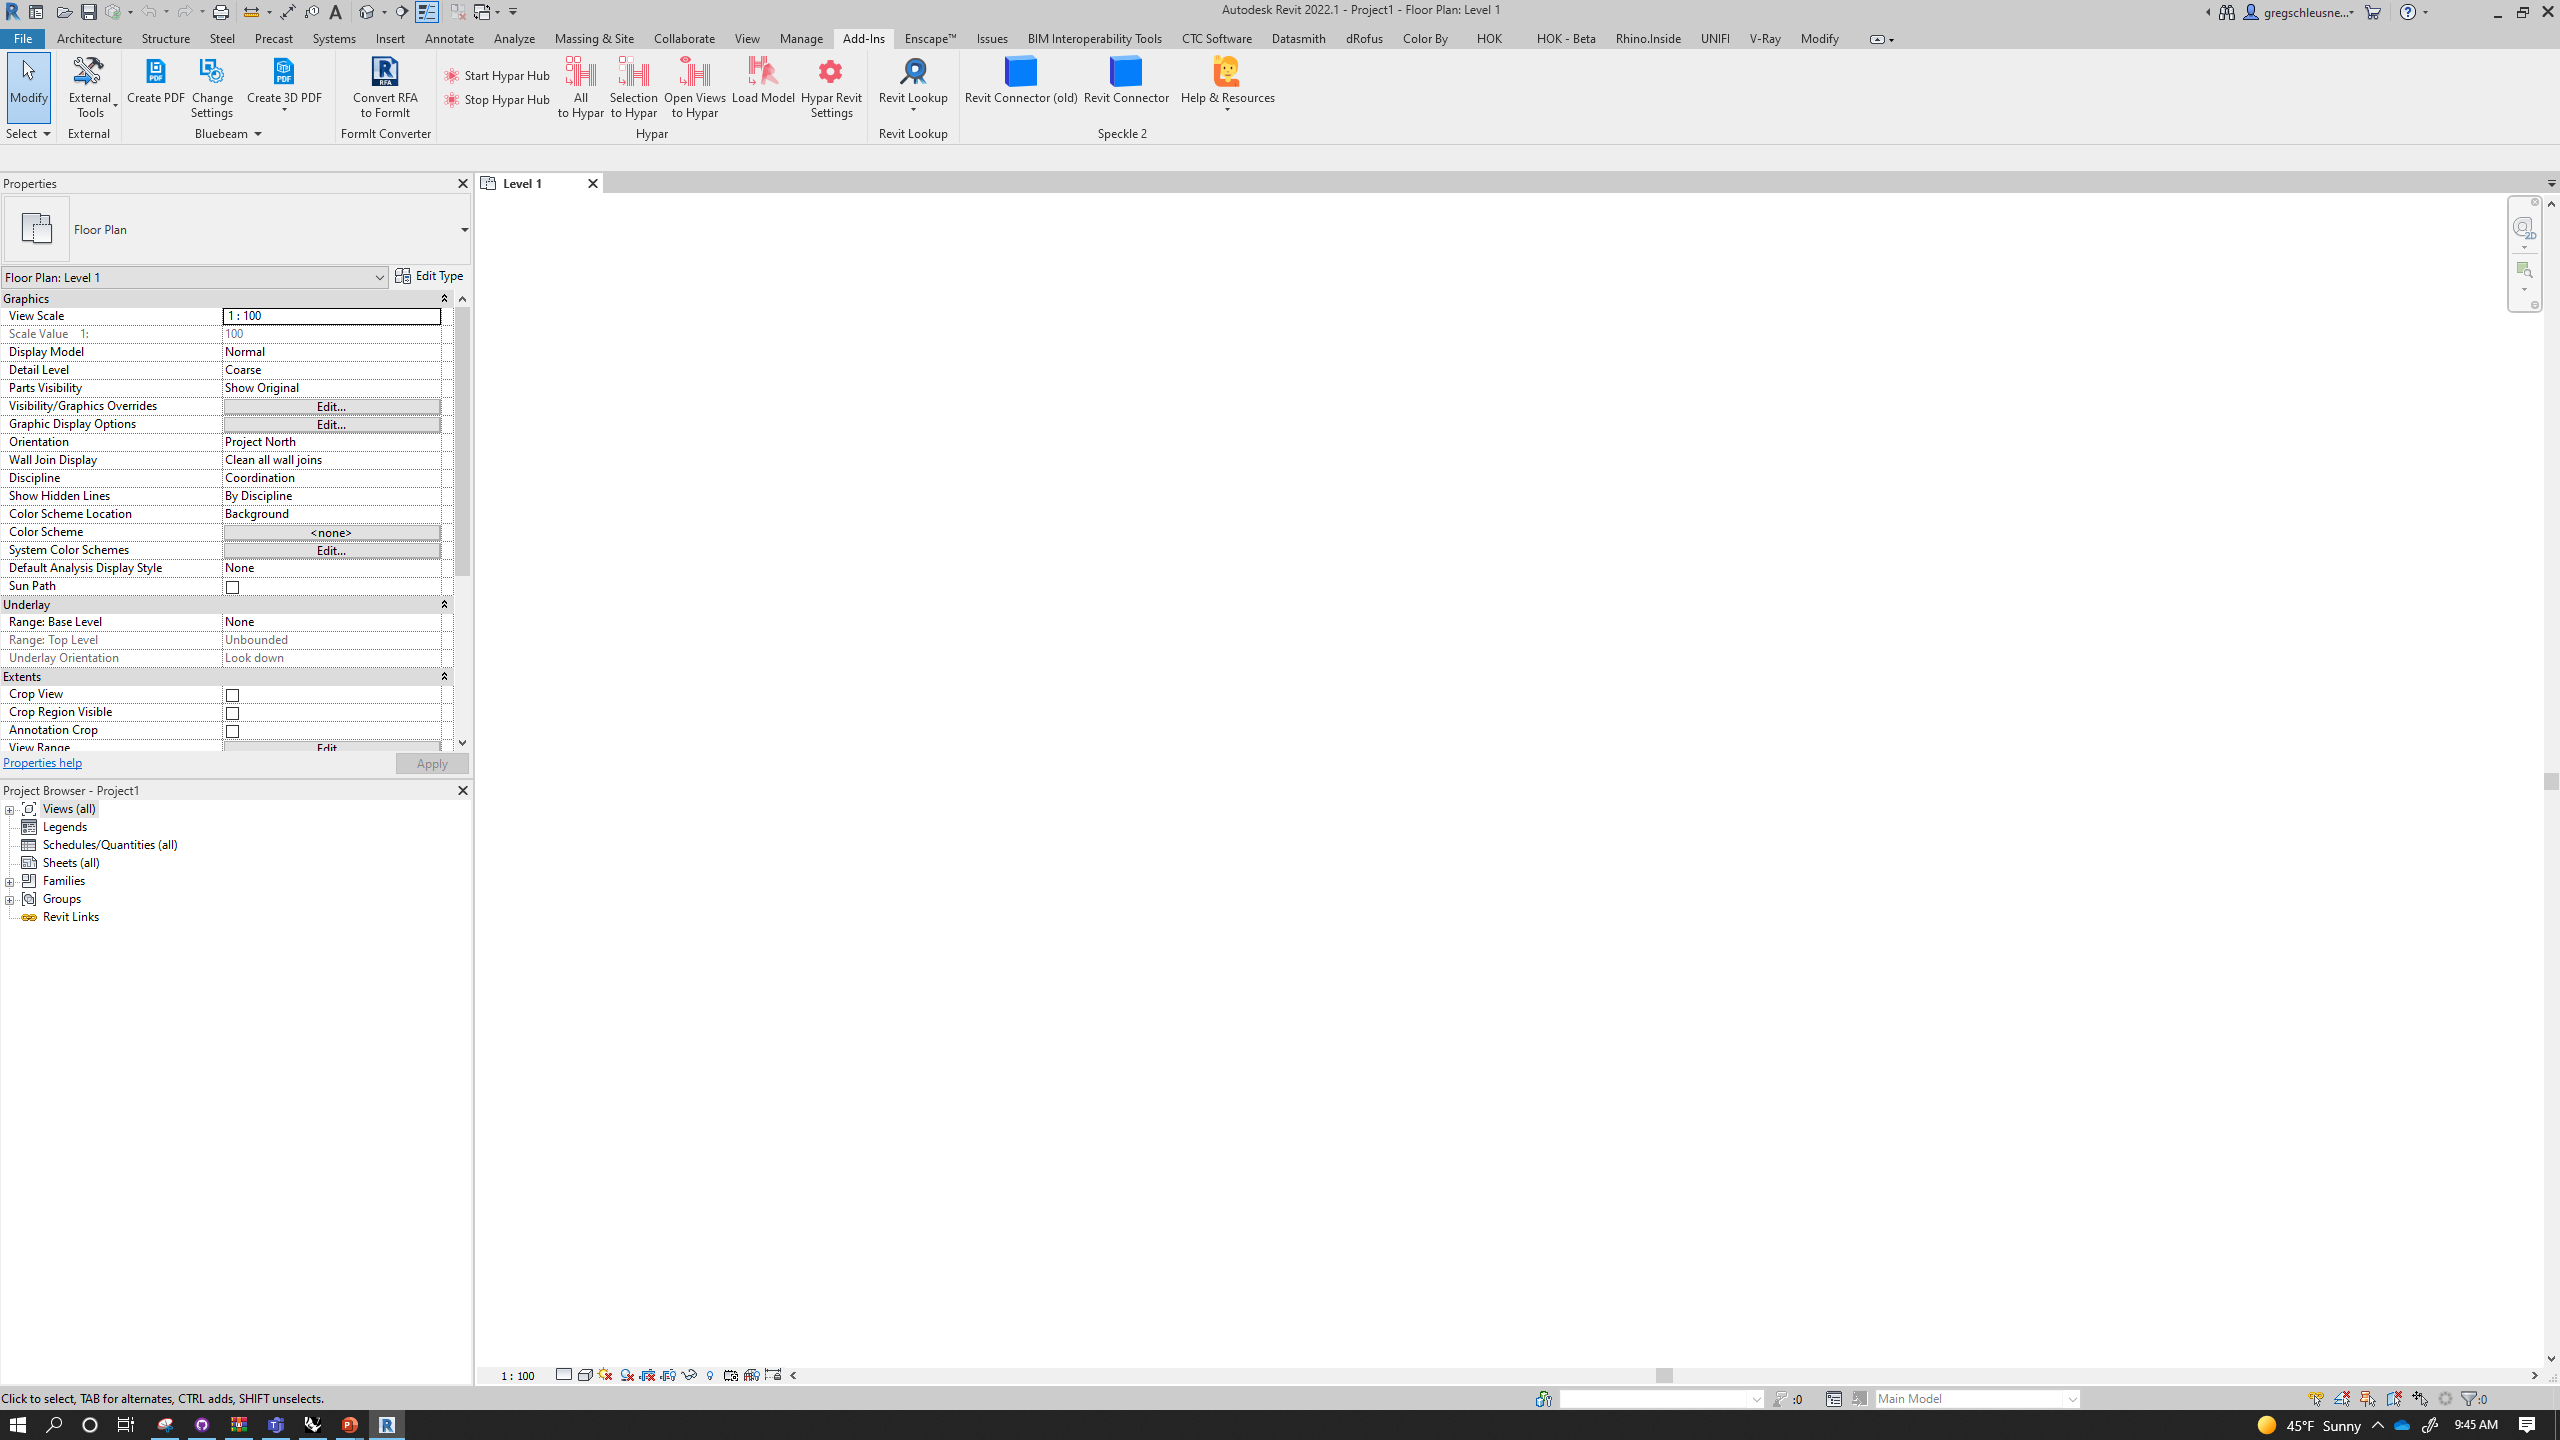 Autodesk Revit 2022.1 - Project1 - Floor Plan: Level 1
gregschleusne...
File Architecture Structure Steel Precast Systems Insert Annotate Analyze Massing & Site Collaborate View Manage Add-Ins Enscape™ Issues BIM Interoperability Tools CTC Software Datasmith dRofus Color By HOK HOK - Beta Rhino.Inside UNIFI V-Ray Modify
Modify
External
Tools
Create PDF
Change
Settings
Create 3D PDF
Convert RFA
to FormIt
Start Hypar Hub
Stop Hypar Hub
All
to Hypar
Selection
to Hypar
Open Views
to Hypar
Load Model
Hypar Revit
Settings
Revit Lookup
Revit Connector (old)
Revit Connector
Help & Resources
Select External Bluebeam FormIt Converter Hypar Revit Lookup Speckle 2
Properties
Level 1
Floor Plan
Floor Plan: Level 1
Edit Type
Graphics
View Scale 1 : 100
Scale Value 1: 100
Display Model Normal
Detail Level Coarse
Parts Visibility Show Original
Visibility/Graphics Overrides Edit...
Graphic Display Options Edit...
Orientation Project North
Wall Join Display Clean all wall joins
Discipline Coordination
Show Hidden Lines By Discipline
Color Scheme Location Background
Color Scheme <none>
System Color Schemes Edit...
Default Analysis Display Style None
Sun Path
Underlay
Range: Base Level None
Range: Top Level Unbounded
Underlay Orientation Look down
Extents
Crop View
Crop Region Visible
Annotation Crop
View Range Edit
Properties help
Apply
Project Browser - Project1
Views (all)
Legends
Schedules/Quantities (all)
Sheets (all)
Families
Groups
Revit Links
2D
1 : 100
Click to select, TAB for alternates, CTRL adds, SHIFT unselects.
:0
Main Model
:0
45°F Sunny
9:45 AM